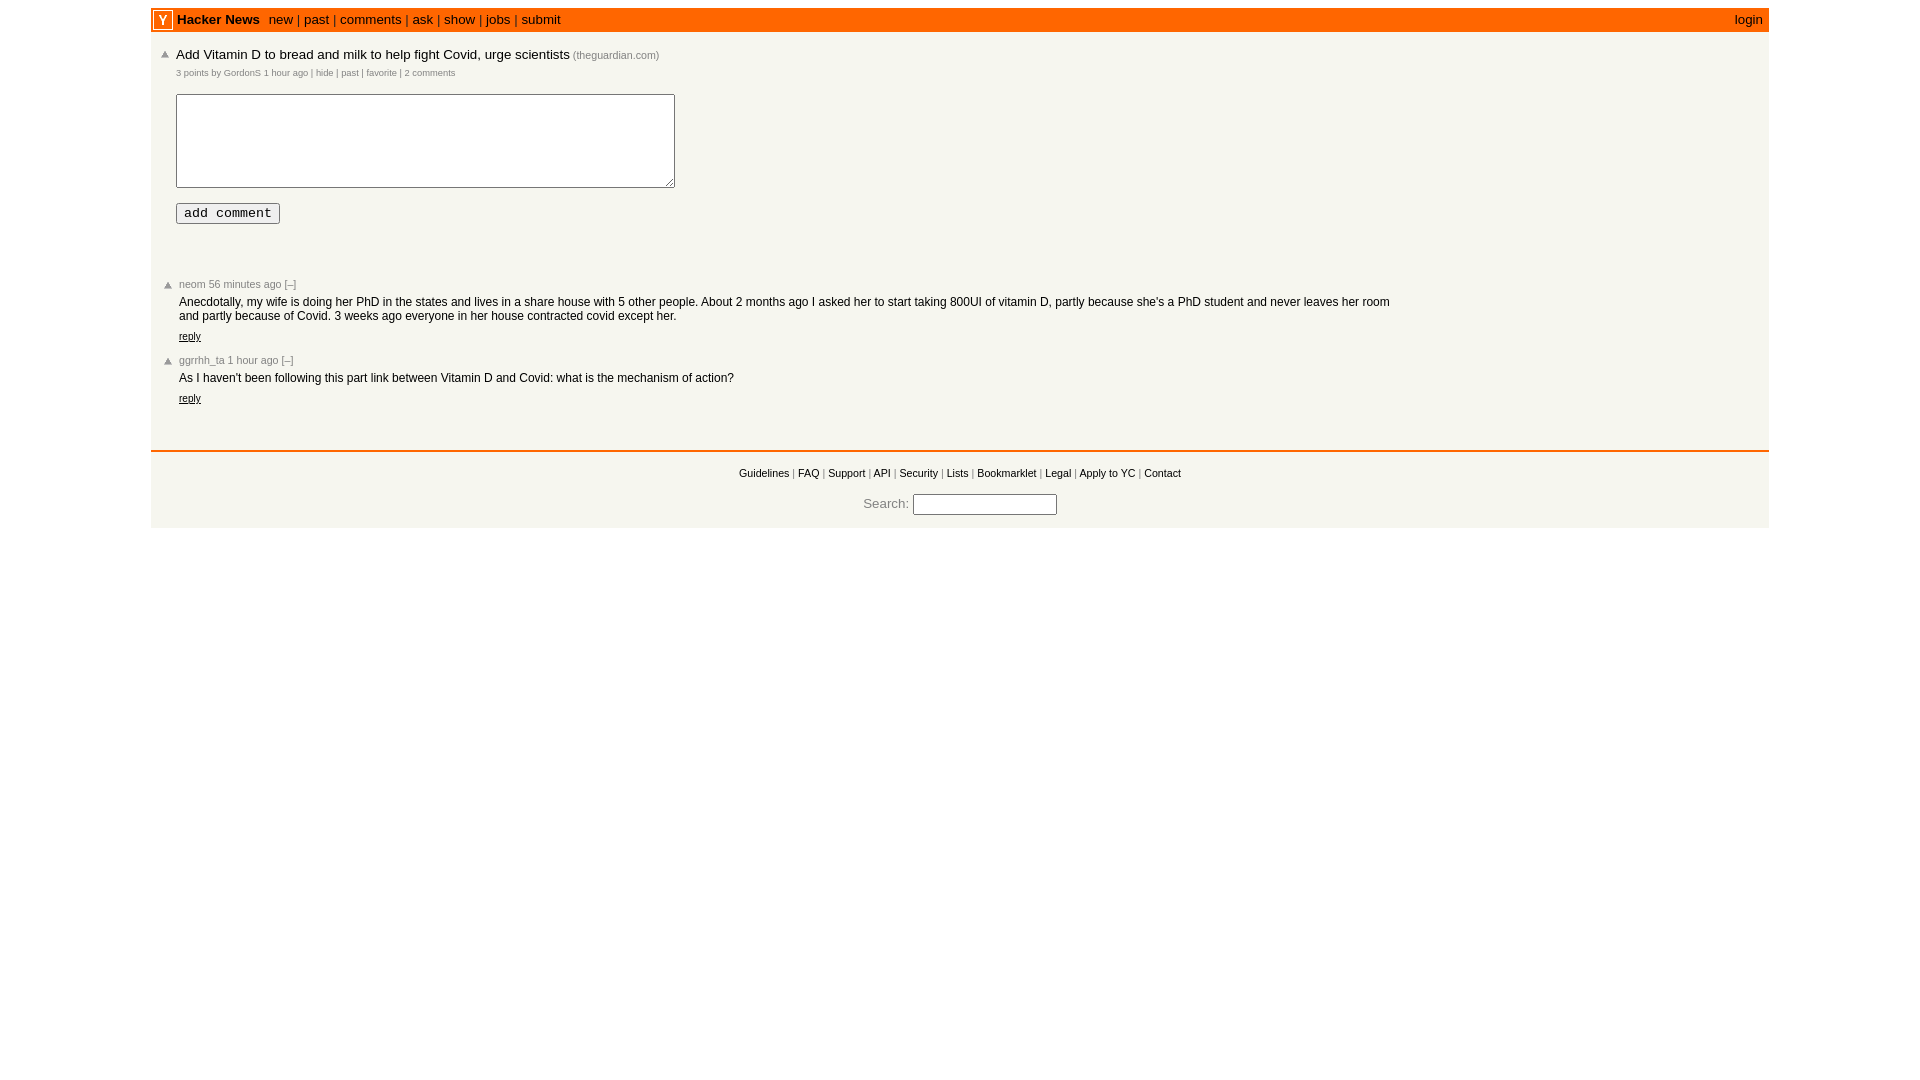 Y Hacker News new | past | comments | ask | show | jobs | submit login
Add Vitamin D to bread and milk to help fight Covid, urge scientists (theguardian.com)
3 points by GordonS 1 hour ago | hide | past | favorite | 2 comments
add comment
neom 56 minutes ago [–]
Anecdotally, my wife is doing her PhD in the states and lives in a share house with 5 other people. About 2 months ago I asked her to start taking 800UI of vitamin D, partly because she's a PhD student and never leaves her room
and partly because of Covid. 3 weeks ago everyone in her house contracted covid except her.
reply
ggrrhh_ta 1 hour ago [–]
As I haven't been following this part link between Vitamin D and Covid: what is the mechanism of action?
reply
Guidelines | FAQ | Support | API | Security | Lists | Bookmarklet | Legal | Apply to YC | Contact
Search: